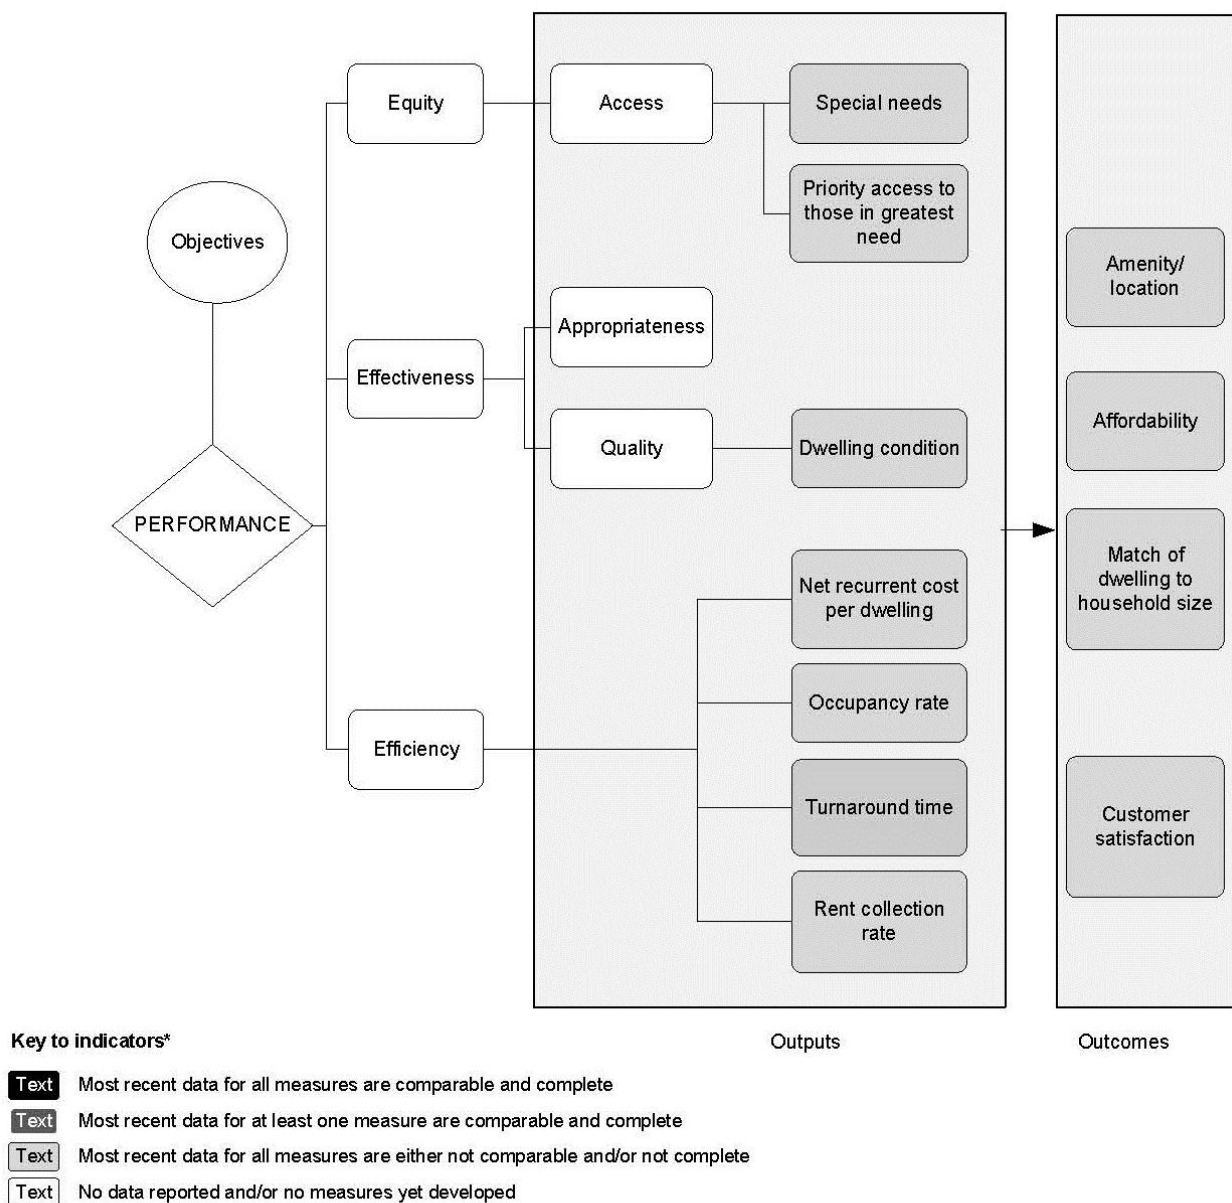 Equity
Access
Special needs
Priority access to
those in greatest
need
Objectives
Amenity/
location
Appropriateness
Effectiveness
Affordability
Quality
Dwelling condition
PERFORMANCE
Match of
dwelling to
household size
Net recurrent cost
per dwelling
Occupancy rate
Efficiency
Turnaround time
Customer
satisfaction
Rent collection
rate
Key to indicators*
Outputs
Outcomes
Text Most recent data for all measures are comparable and complete
Text Most recent data for at least one measure are comparable and complete
Text Most recent data for all measures are either not comparable and/or not complete
Text No data reported and/or no measures yet developed